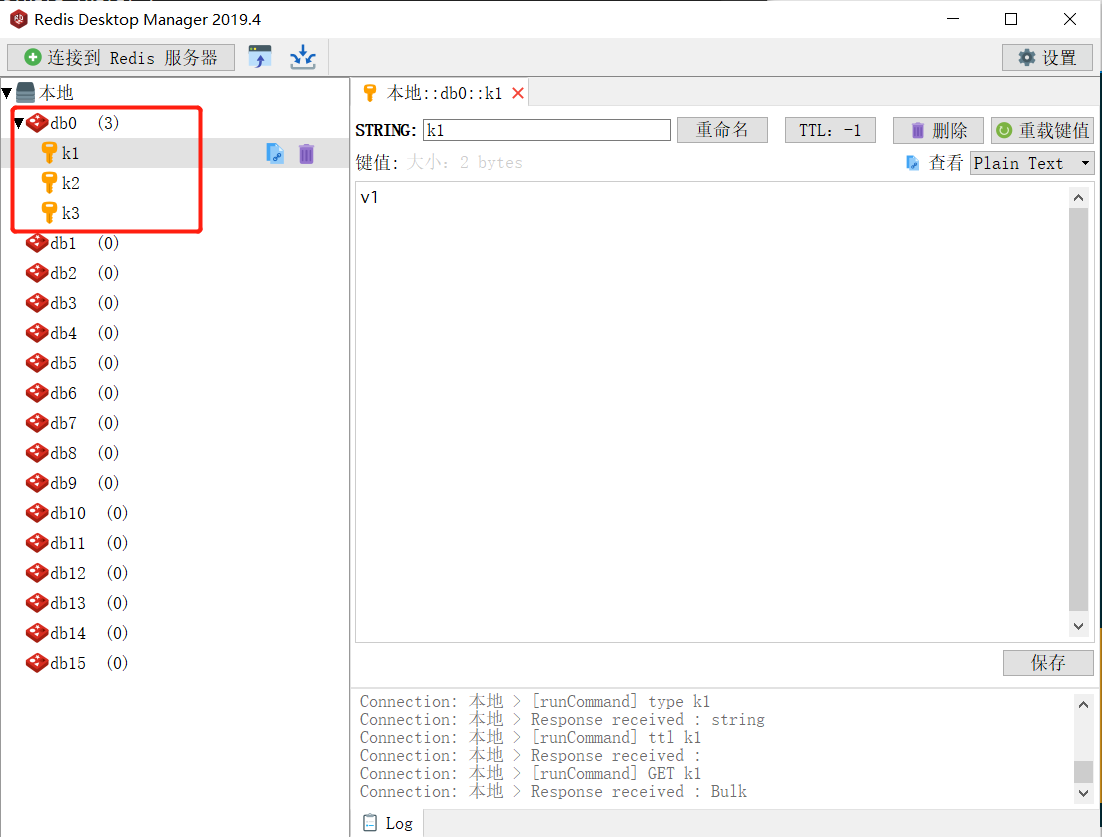 Redis Desktop Manager 2019.4
连接到 Redis 服务器
设置
本地
db0 (3)
k1
k2
k3
db1 (0)
db2 (0)
db3 (0)
db4 (0)
db5 (0)
db6 (0)
db7 (0)
db8 (0)
db9 (0)
db10 (0)
db11 (0)
db12 (0)
db13 (0)
db14 (0)
db15 (0)
本地::db0::k1
STRING: k1 重命名 TTL: -1 删除 重载键值
键值: 大小: 2 bytes 查看 Plain Text
v1
保存
Connection: 本地 > [runCommand] type k1
Connection: 本地 > Response received : string
Connection: 本地 > [runCommand] ttl k1
Connection: 本地 > Response received :
Connection: 本地 > [runCommand] GET k1
Connection: 本地 > Response received : Bulk
Log